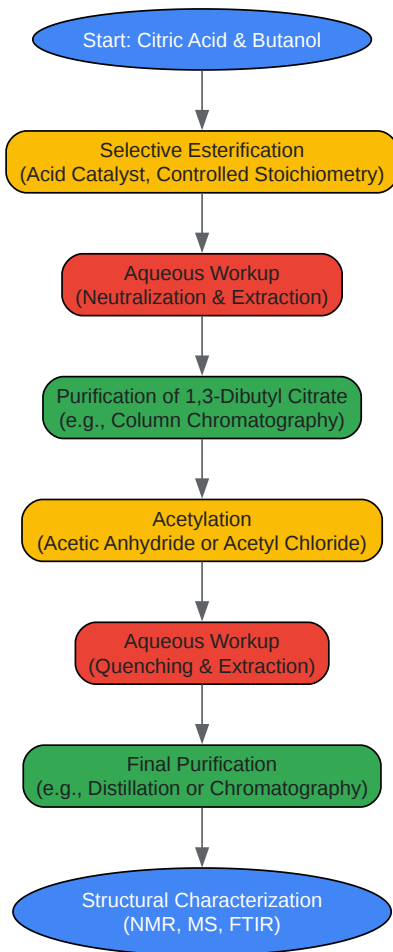 Start: Citric Acid & Butanol
Selective Esterification
(Acid Catalyst, Controlled Stoichiometry)
Aqueous Workup
(Neutralization & Extraction)
Purification of 1,3-Dibutyl Citrate
(e.g., Column Chromatography)
Acetylation
(Acetic Anhydride or Acetyl Chloride)
Aqueous Workup
(Quenching & Extraction)
Final Purification
(e.g., Distillation or Chromatography)
Structural Characterization
(NMR, MS, FTIR)